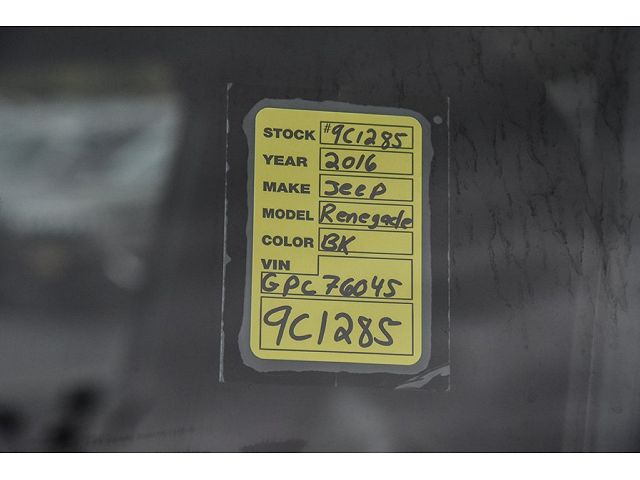 STOCK #9C1285
YEAR 2016
MAKE Jeep
MODEL Renegade
COLOR BK
VIN
GPC76045
9C1285